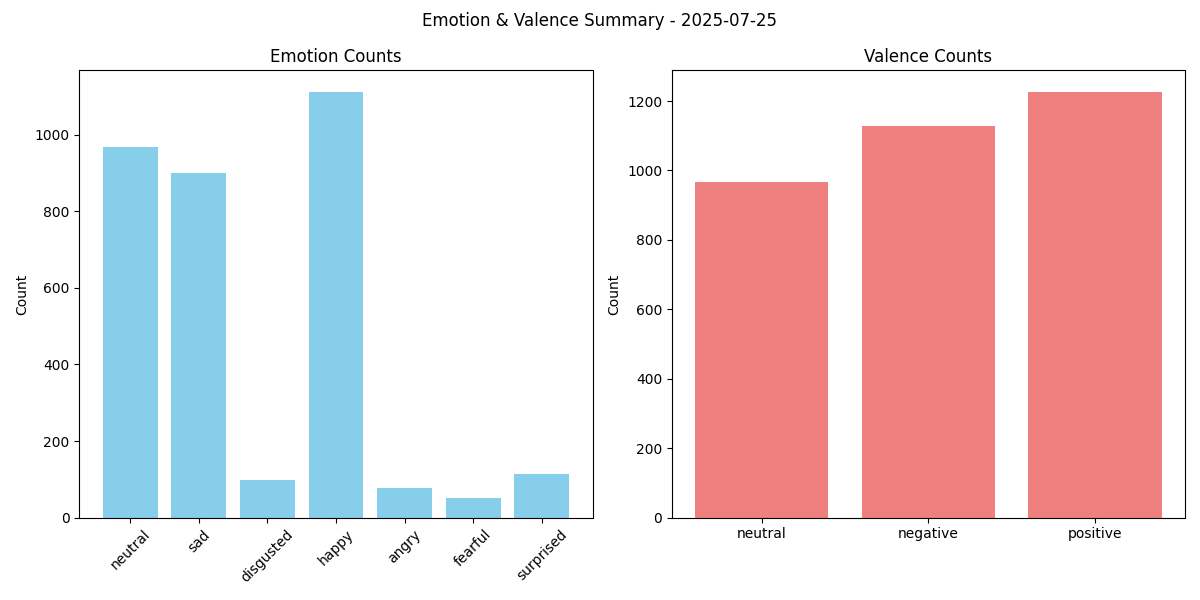 Emotion & Valence Summary - 2025-07-25
Emotion Counts
Count
1000
800
600
400
200
0
neutral
sad
disgusted
happy
angry
fearful
surprised
Valence Counts
Count
1200
1000
800
600
400
200
0
neutral
negative
positive